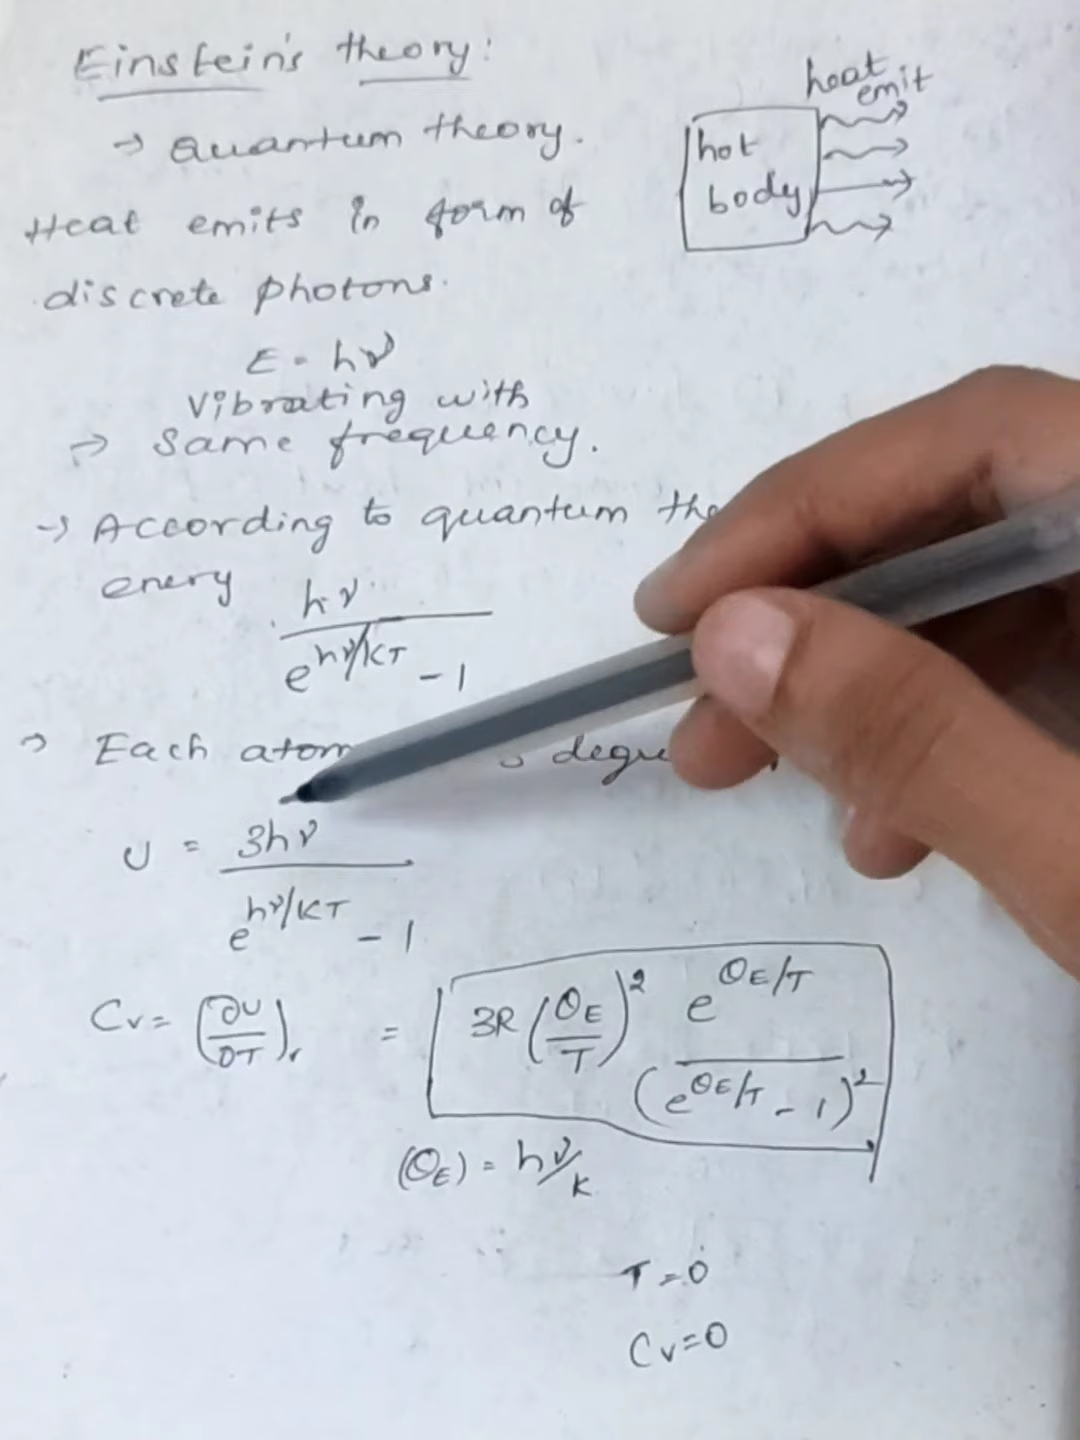 Einstein's theory:
→ Quantum theory.
Heat emits in form of
discrete photons.
E = hν
Vibrating with
→ Same frequency.
→ According to quantum
enery
hν
e^hν/KT - 1
→ Each atom 3 degre
U = 3hν
e^hν/KT - 1
Cv = (∂U/∂T)v = 3R (θE/T)² e^θE/T
(e^θE/T - 1)²
(θE) = hν/K
T = 0
Cv = 0
heat
emit
hot
body